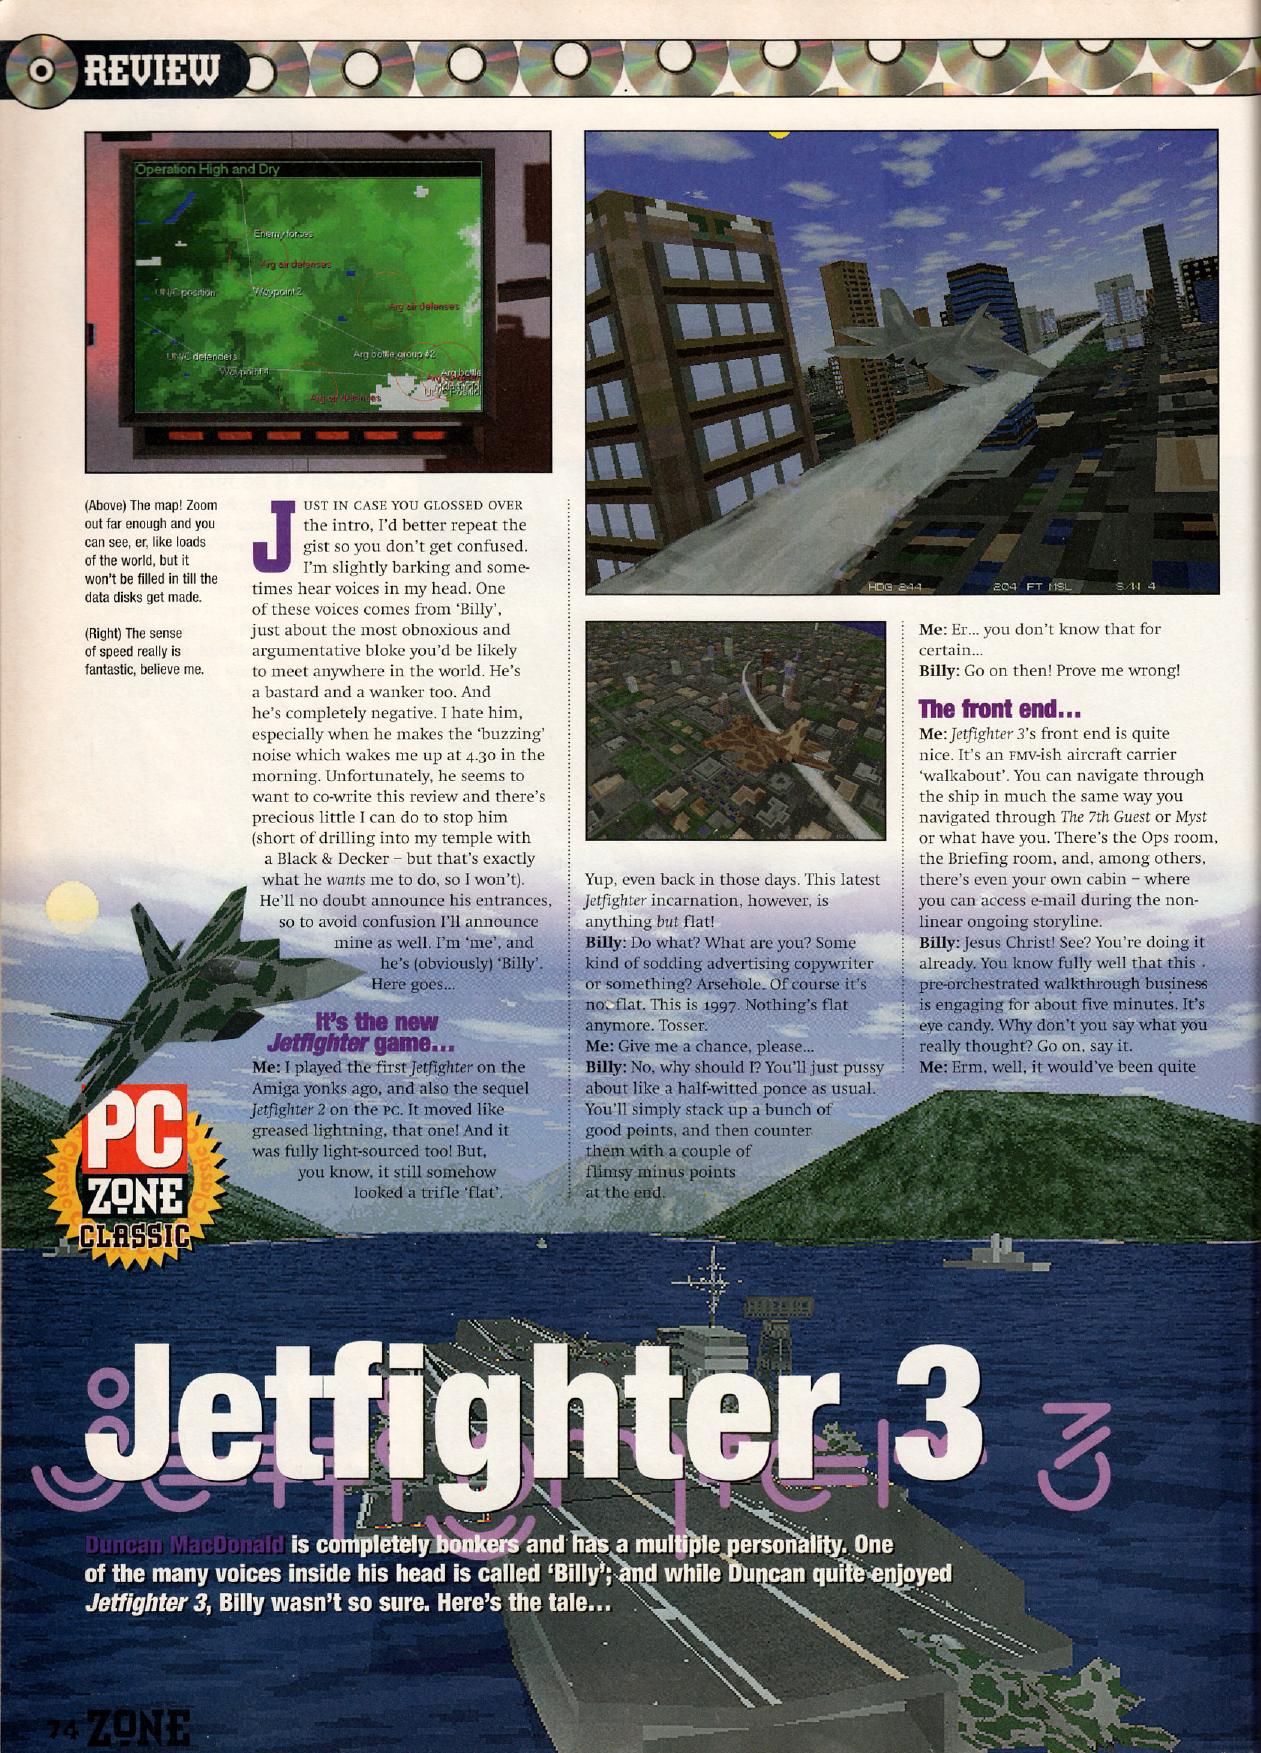 REVIEW
Operation High and Dry
Enemy forces
Arg air defenses
UN/C position
Waypoint 2
Arg air defenses
UN/C defenders
Arg battle group #2
Waypoint 4
Arg battle
Arg air defenses
UN/C Position
HDG 244 204 FT MSL S/W 4
(Above) The map! Zoom
out far enough and you
can see, er, like loads
of the world, but it
won't be filled in till the
data disks get made.
(Right) The sense
of speed really is
fantastic, believe me.
JUST IN CASE YOU GLOSSED OVER
the intro, I'd better repeat the
gist so you don't get confused.
I'm slightly barking and some-
times hear voices in my head. One
of these voices comes from 'Billy',
just about the most obnoxious and
argumentative bloke you'd be likely
to meet anywhere in the world. He's
a bastard and a wanker too. And
he's completely negative. I hate him,
especially when he makes the 'buzzing'
noise which wakes me up at 4.30 in the
morning. Unfortunately, he seems to
want to co-write this review and there's
precious little I can do to stop him
(short of drilling into my temple with
a Black & Decker – but that's exactly
what he wants me to do, so I won't).
He'll no doubt announce his entrances,
so to avoid confusion I'll announce
mine as well. I'm 'me', and
he's (obviously) 'Billy'.
Here goes...
It's the new
Jetfighter game...
Me: I played the first Jetfighter on the
Amiga yonks ago, and also the sequel
Jetfighter 2 on the PC. It moved like
greased lightning, that one! And it
was fully light-sourced too! But,
you know, it still somehow
looked a trifle 'flat'.
Yup, even back in those days. This latest
Jetfighter incarnation, however, is
anything but flat!
Billy: Do what? What are you? Some
kind of sodding advertising copywriter
or something? Arsehole. Of course it's
not flat. This is 1997. Nothing's flat
anymore. Tosser.
Me: Give me a chance, please...
Billy: No, why should I? You'll just pussy
about like a half-witted ponce as usual.
You'll simply stack up a bunch of
good points, and then counter
them with a couple of
flimsy minus points
at the end.
Me: Er... you don't know that for
certain...
Billy: Go on then! Prove me wrong!
The front end...
Me: Jetfighter 3's front end is quite
nice. It's an FMV-ish aircraft carrier
'walkabout'. You can navigate through
the ship in much the same way you
navigated through The 7th Guest or Myst
or what have you. There's the Ops room,
the Briefing room, and, among others,
there's even your own cabin – where
you can access e-mail during the non-
linear ongoing storyline.
Billy: Jesus Christ! See? You're doing it
already. You know fully well that this
pre-orchestrated walkthrough business
is engaging for about five minutes. It's
eye candy. Why don't you say what you
really thought? Go on, say it.
Me: Erm, well, it would've been quite
PC
ZONE
CLASSIC
Jetfighter 3
Duncan MacDonald is completely bonkers and has a multiple personality. One
of the many voices inside his head is called 'Billy'; and while Duncan quite enjoyed
Jetfighter 3, Billy wasn't so sure. Here's the tale...
74 ZONE